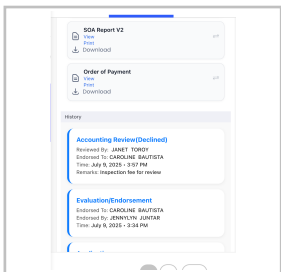 SOA Report V2
View
Print
Download
Order of Payment
View
Print
Download
History
Accounting Review(Declined)
Reviewed By: JANET TOROY
Endorsed To: CAROLINE BAUTISTA
Time: July 9, 2025 • 3:57 PM
Remarks: Inspection fee for review
Evaluation/Endorsement
Endorsed To: CAROLINE BAUTISTA
Endorsed By: JENNYLYN JUNTAR
Time: July 9, 2025 • 3:34 PM